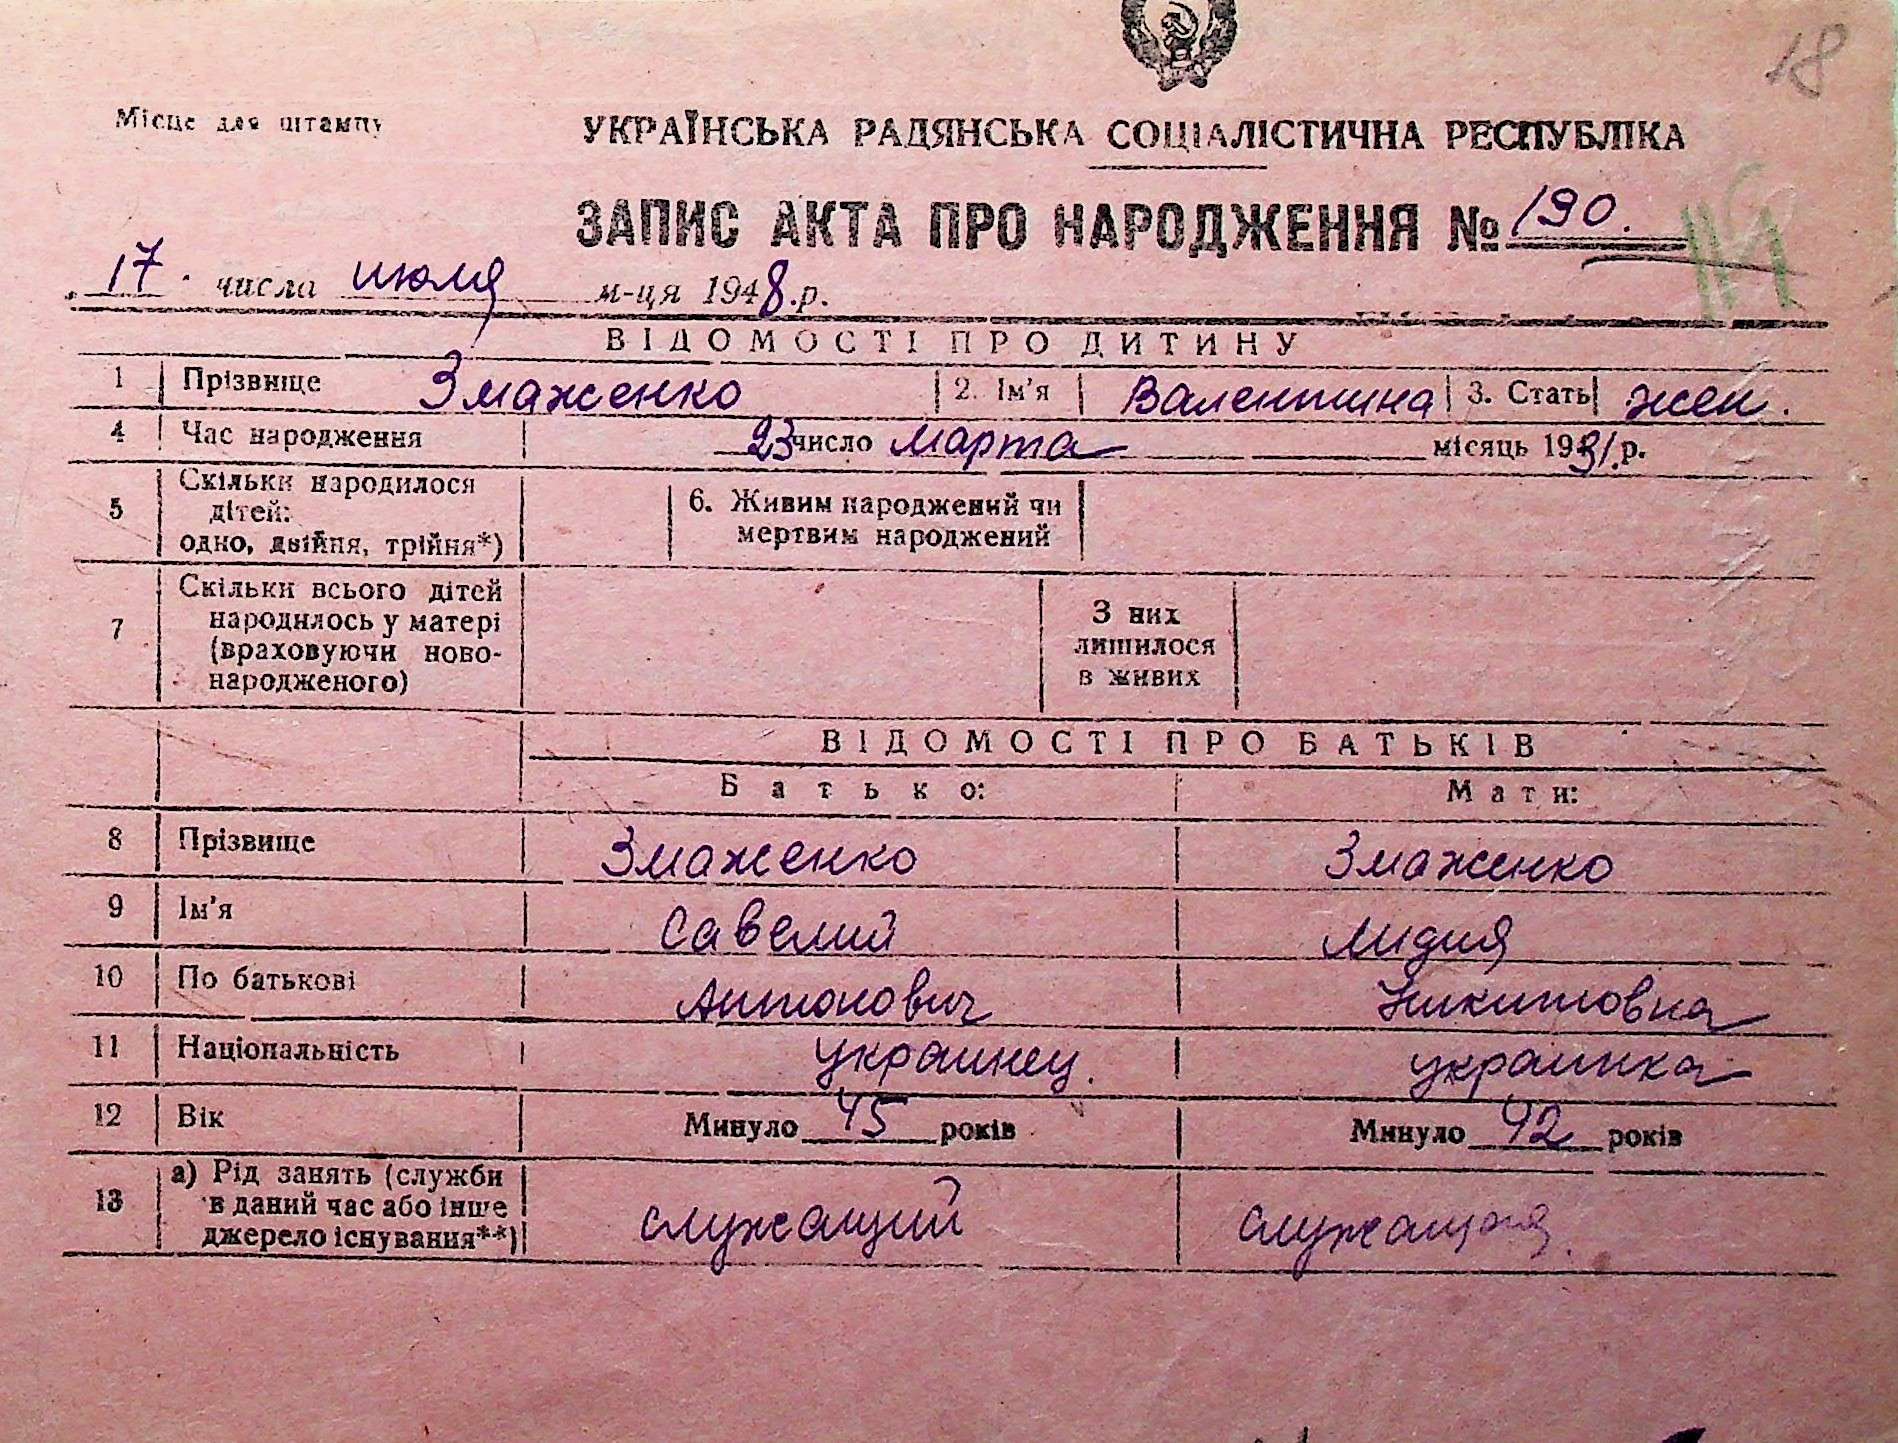 18
Місце для штампу
УКРАЇНСЬКА РАДЯНСЬКА СОЦІАЛІСТИЧНА РЕСПУБЛІКА
ЗАПИС АКТА ПРО НАРОДЖЕННЯ № 190.
17. числа июля м-ця 1948.р.
ВІДОМОСТІ ПРО ДИТИНУ
1 Прізвище Змаженко 2. Ім'я Валентина 3. Стать жен.
4 Час народження 23 число марта місяць 1931.р.
5 Скільки народилося
дітей:
одно, двійня, трійня*)
6. Живим народжений чи
мертвим народжений
7 Скільки всього дітей
народилось у матері
(враховуючи ново-
народженого)
З них
лишилося
в живих
ВІДОМОСТІ ПРО БАТЬКІВ
Батько: Мати:
8 Прізвище Змаженко Змаженко
9 Ім'я Савелий Лидия
10 По батькові Антонович Никитовна
11 Національність украинец. украинка
12 Вік Минуло 45 років Минуло 42 років
13 а) Рід занять (служби
в даний час або інше
джерело існування**)
служащий служащая.